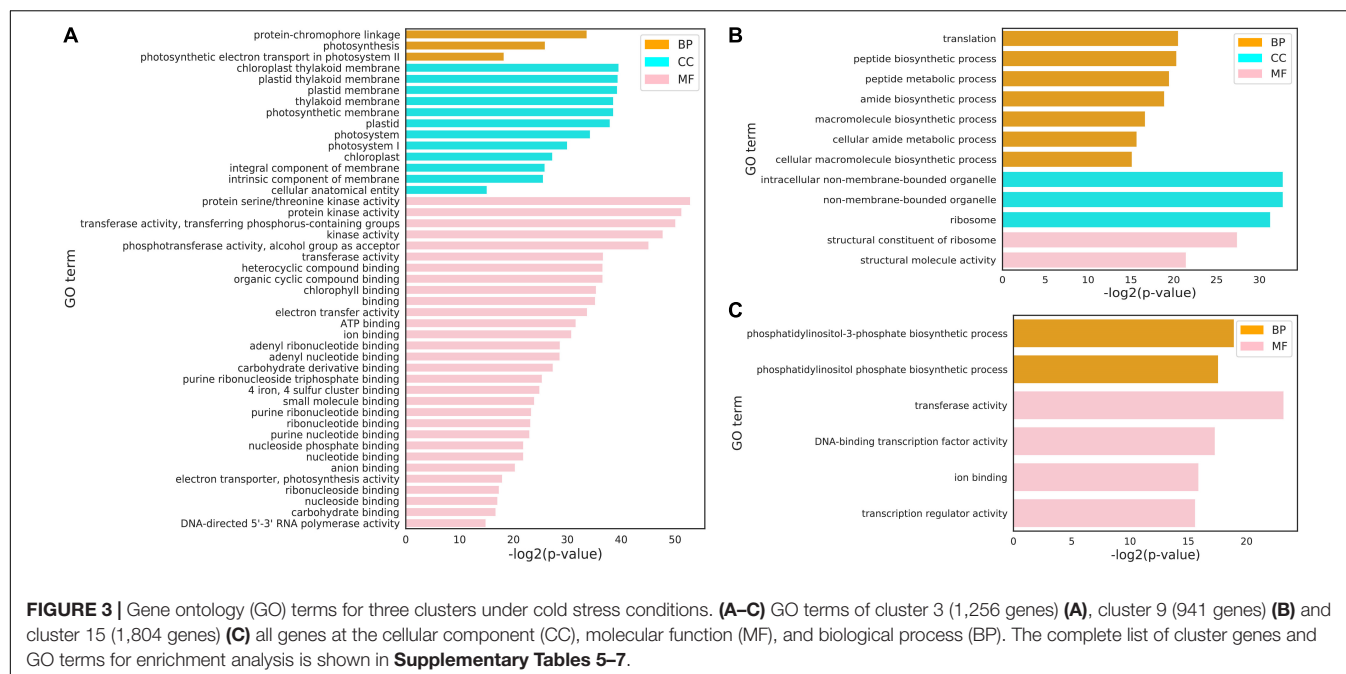 A
protein-chromophore linkage
photosynthesis
photosynthetic electron transport in photosystem II
chloroplast thylakoid membrane
plastid thylakoid membrane
plastid membrane
thylakoid membrane
photosynthetic membrane
plastid
photosystem
photosystem I
chloroplast
integral component of membrane
intrinsic component of membrane
cellular anatomical entity
protein serine/threonine kinase activity
protein kinase activity
transferase activity, transferring phosphorus-containing groups
kinase activity
phosphotransferase activity, alcohol group as acceptor
transferase activity
heterocyclic compound binding
organic cyclic compound binding
chlorophyll binding
binding
electron transfer activity
ATP binding
ion binding
adenyl ribonucleotide binding
adenyl nucleotide binding
carbohydrate derivative binding
purine ribonucleoside triphosphate binding
4 iron, 4 sulfur cluster binding
small molecule binding
purine ribonucleotide binding
ribonucleotide binding
purine nucleotide binding
nucleoside phosphate binding
nucleotide binding
anion binding
electron transporter, photosynthesis activity
ribonucleoside binding
nucleoside binding
carbohydrate binding
DNA-directed 5'-3' RNA polymerase activity
GO term
0 10 20 30 40 50
-log2(p-value)
BP
CC
MF
B
translation
peptide biosynthetic process
peptide metabolic process
amide biosynthetic process
macromolecule biosynthetic process
cellular amide metabolic process
cellular macromolecule biosynthetic process
intracellular non-membrane-bounded organelle
non-membrane-bounded organelle
ribosome
structural constituent of ribosome
structural molecule activity
GO term
0 5 10 15 20 25 30
-log2(p-value)
BP
CC
MF
C
phosphatidylinositol-3-phosphate biosynthetic process
phosphatidylinositol phosphate biosynthetic process
transferase activity
DNA-binding transcription factor activity
ion binding
transcription regulator activity
GO term
0 5 10 15 20
-log2(p-value)
BP
MF
FIGURE 3 | Gene ontology (GO) terms for three clusters under cold stress conditions. (A–C) GO terms of cluster 3 (1,256 genes) (A), cluster 9 (941 genes) (B) and
cluster 15 (1,804 genes) (C) all genes at the cellular component (CC), molecular function (MF), and biological process (BP). The complete list of cluster genes and
GO terms for enrichment analysis is shown in Supplementary Tables 5–7.